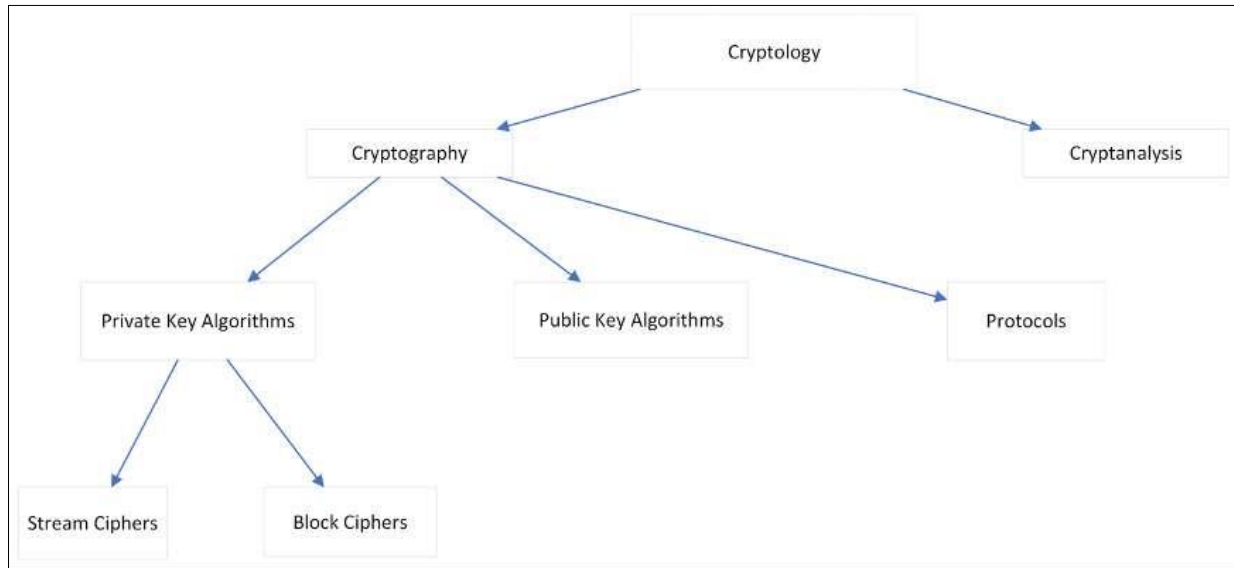 Cryptology
Cryptography
Cryptanalysis
Private Key Algorithms
Public Key Algorithms
Protocols
Stream Ciphers
Block Ciphers